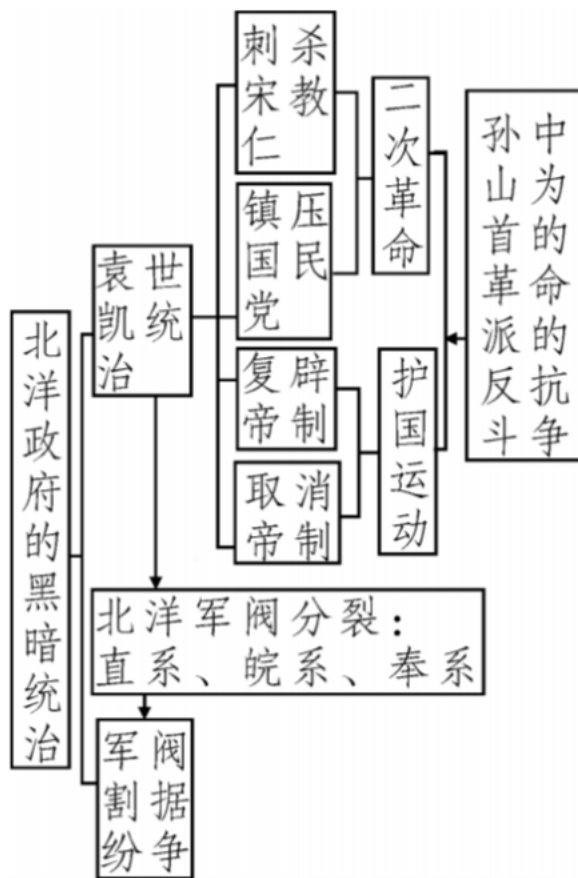 北洋政府的黑暗统治
袁世
凯统
治
刺杀
宋教
仁
镇压
国民
党
复辟
帝制
取消
帝制
二次革命
护国运动
孙中
山为
首的
革命
派的
反抗
斗争
北洋军阀分裂：
直系、皖系、奉系
军阀
割据
纷争